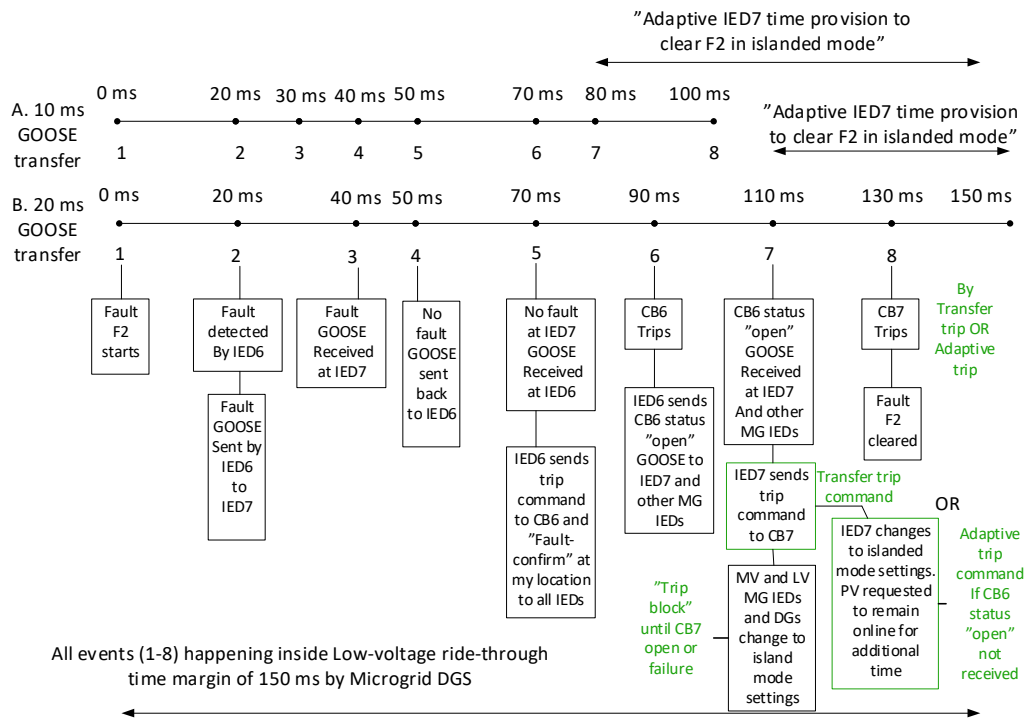 ”Adaptive IED7 time provision to
clear F2 in islanded mode”
0 ms
20 ms
30 ms
40 ms
50 ms
70 ms
80 ms
100 ms
A. 10 ms
GOOSE
transfer
1
2
3
4
5
6
7
8
”Adaptive IED7 time provision
to clear F2 in islanded mode”
0 ms
20 ms
40 ms
50 ms
70 ms
90 ms
110 ms
130 ms
150 ms
B. 20 ms
GOOSE
transfer
1
2
3
4
5
6
7
8
Fault
F2
starts
Fault
detected
By IED6
Fault
GOOSE
Sent by
IED6
to
IED7
Fault
GOOSE
Received
at IED7
No
fault
GOOSE
sent
back
to IED6
No fault
at IED7
GOOSE
Received
at IED6
IED6 sends
trip
command
to CB6 and
”Fault-
confirm” at
my location
to all IEDs
CB6
Trips
IED6 sends
CB6 status
”open”
GOOSE to
IED7 and
other MG
IEDs
CB6 status
”open”
GOOSE
Received
at IED7
And other
MG IEDs
IED7 sends
trip
command
to CB7
MV and LV
MG IEDs
and DGs
change to
island
mode
settings
CB7
Trips
Fault
F2
cleared
By
Transfer
trip OR
Adaptive
trip
Transfer trip
command
OR
IED7 changes
to islanded
mode settings.
PV requested
to remain
online for
additional
time
Adaptive
trip
command
If CB6
status
”open”
not
received
”Trip
block”
until CB7
open or
failure
All events (1-8) happening inside Low-voltage ride-through
time margin of 150 ms by Microgrid DGS